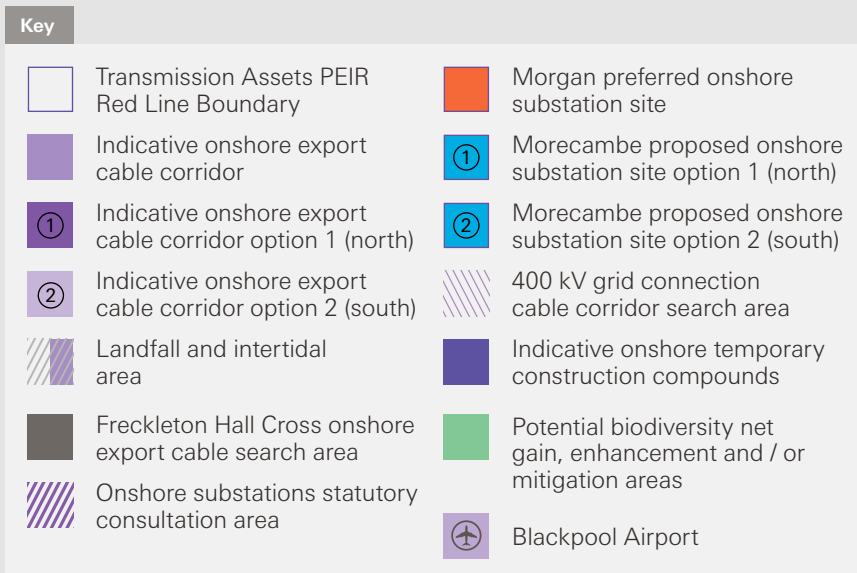 Key
Transmission Assets PEIR
Red Line Boundary
Indicative onshore export
cable corridor
1
Indicative onshore export
cable corridor option 1 (north)
2
Indicative onshore export
cable corridor option 2 (south)
Landfall and intertidal
area
Freckleton Hall Cross onshore
export cable search area
Onshore substations statutory
consultation area
Morgan preferred onshore
substation site
1
Morecambe proposed onshore
substation site option 1 (north)
2
Morecambe proposed onshore
substation site option 2 (south)
400 kV grid connection
cable corridor search area
Indicative onshore temporary
construction compounds
Potential biodiversity net
gain, enhancement and / or
mitigation areas
Blackpool Airport